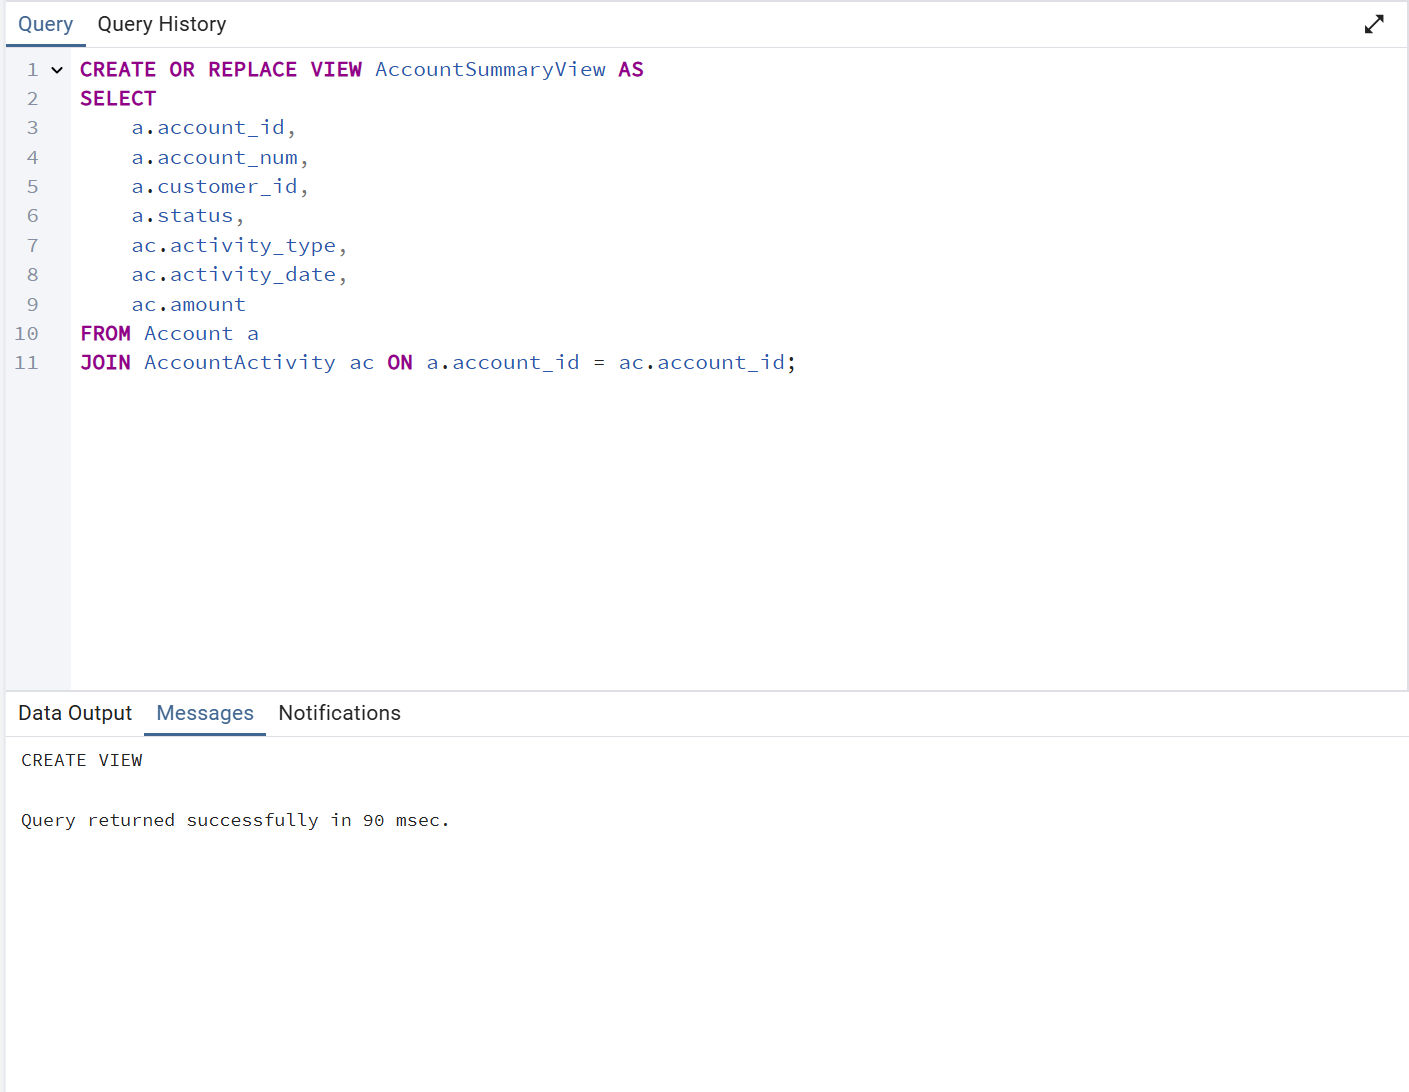 Query Query History
1 CREATE OR REPLACE VIEW AccountSummaryView AS
2 SELECT
3 a.account_id,
4 a.account_num,
5 a.customer_id,
6 a.status,
7 ac.activity_type,
8 ac.activity_date,
9 ac.amount
10 FROM Account a
11 JOIN AccountActivity ac ON a.account_id = ac.account_id;
Data Output Messages Notifications
CREATE VIEW
Query returned successfully in 90 msec.